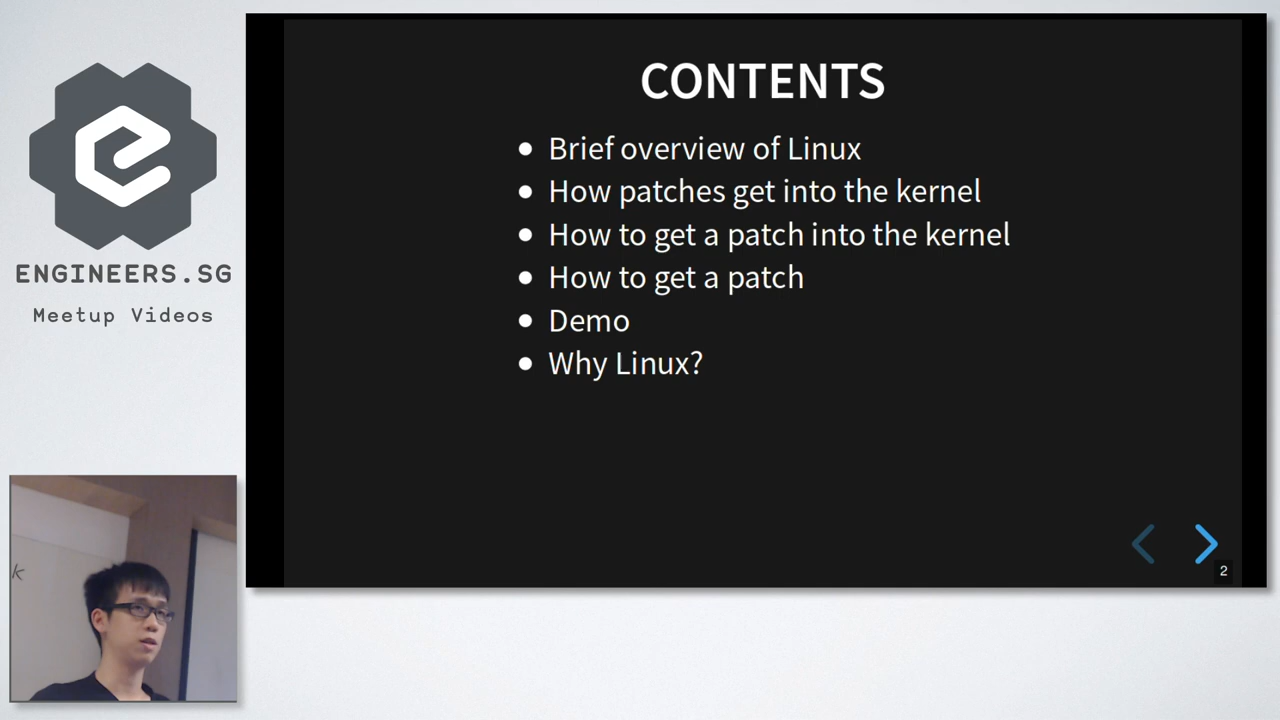 CONTENTS
Brief overview of Linux
How patches get into the kernel
How to get a patch into the kernel
How to get a patch
Demo
Why Linux?
2
ENGINEERS.SG
Meetup Videos
k